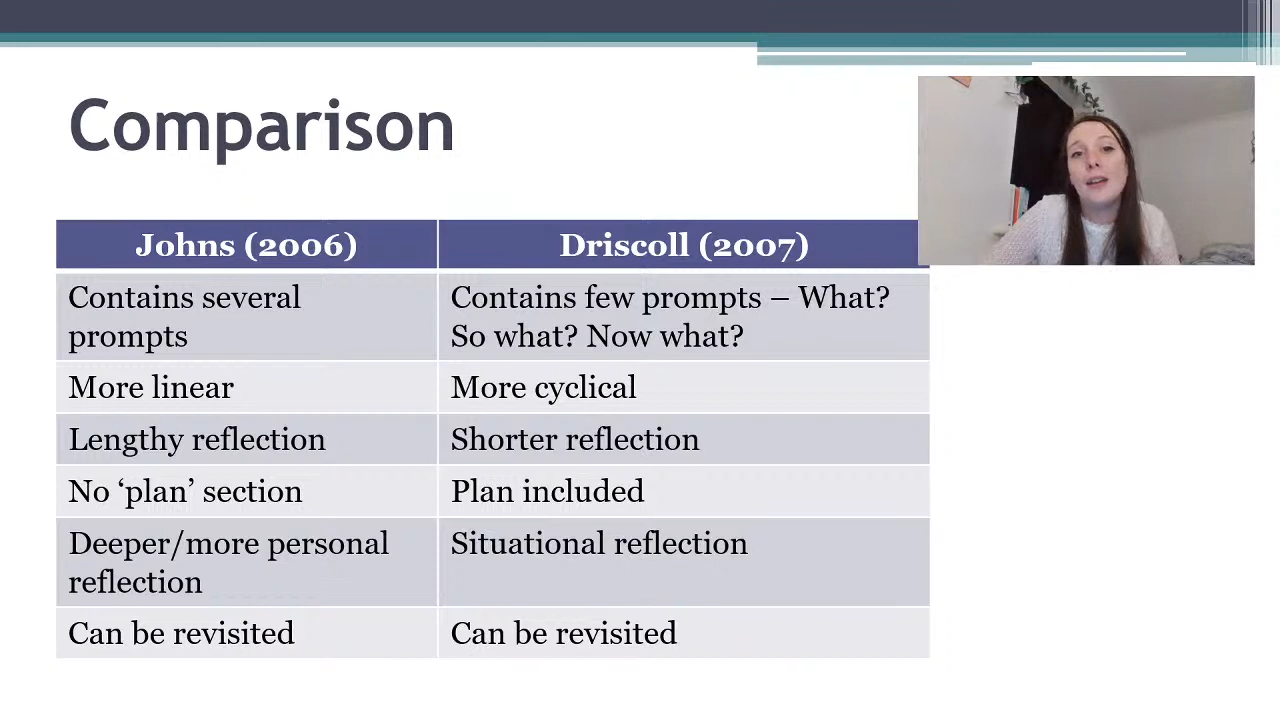 Comparison
Johns (2006)
Driscoll (2007)
Contains several
prompts
Contains few prompts – What?
So what? Now what?
More linear
More cyclical
Lengthy reflection
Shorter reflection
No ‘plan’ section
Plan included
Deeper/more personal
reflection
Situational reflection
Can be revisited
Can be revisited